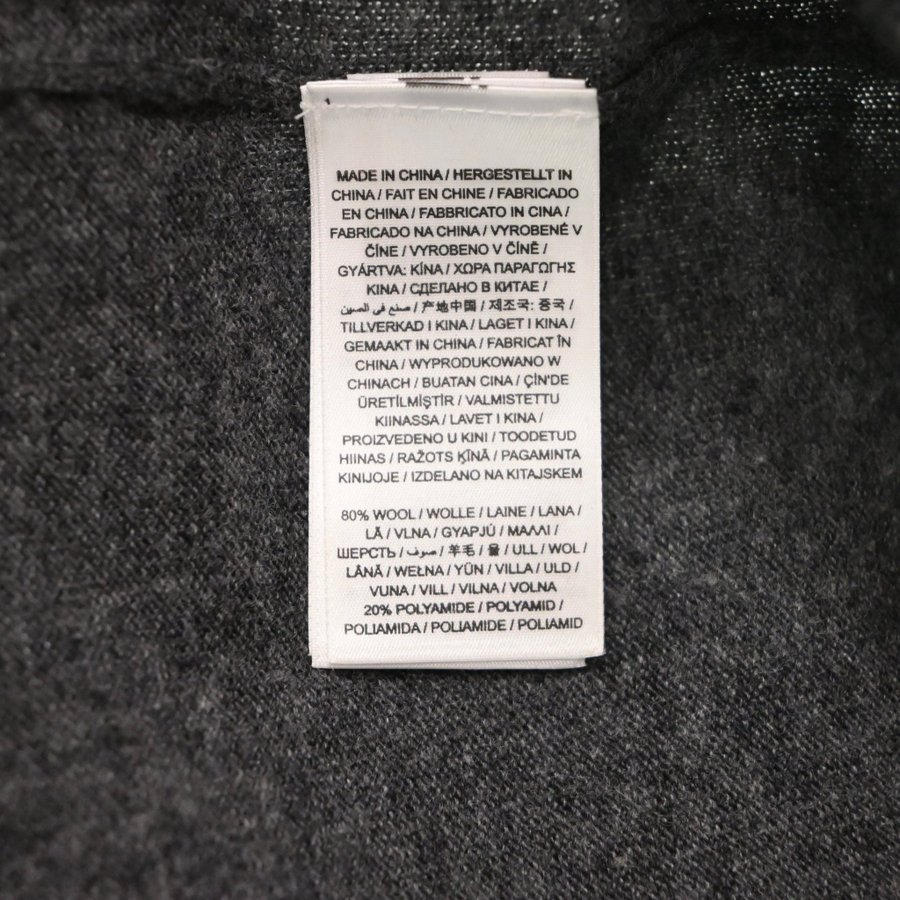 MADE IN CHINA / HERGESTELLT IN
CHINA / FAIT EN CHINE / FABRICADO
EN CHINA / FABBRICATO IN CINA /
FABRICADO NA CHINA / VYROBENÉ V
ČÍNE / VYROBENO V ČÍNĚ /
GYÁRTVA: KÍNA / ΧΩΡΑ ΠΑΡΑΓΩΓΗΣ
ΚΙΝΑ / СДЕЛАНО В КИТАЕ /
صنع في الصين / 产地中国 / 제조국: 중국 /
TILLVERKAD I KINA / LAGET I KINA /
GEMAAKT IN CHINA / FABRICAT ÎN
CHINA / WYPRODUKOWANO W
CHINACH / BUATAN CINA / ÇİN'DE
ÜRETİLMİŞTİR / VALMISTETTU
KIINASSA / LAVET I KINA /
PROIZVEDENO U KINI / TOODETUD
HIINAS / RAŽOTS ĶĪNĀ / PAGAMINTA
KINIJOJE / IZDELANO NA KITAJSKEM
80% WOOL / WOLLE / LAINE / LANA /
LÃ / VLNA / GYAPJÚ / ΜΑΛΛΙ /
ШЕРСТЬ / صوف / 羊毛 / 울 / ULL / WOL /
LÂNĂ / WEŁNA / YÜN / VILLA / ULD /
VUNA / VILL / VILNA / VOLNA
20% POLYAMIDE / POLYAMID /
POLIAMIDA / POLIAMIDE / POLIAMID